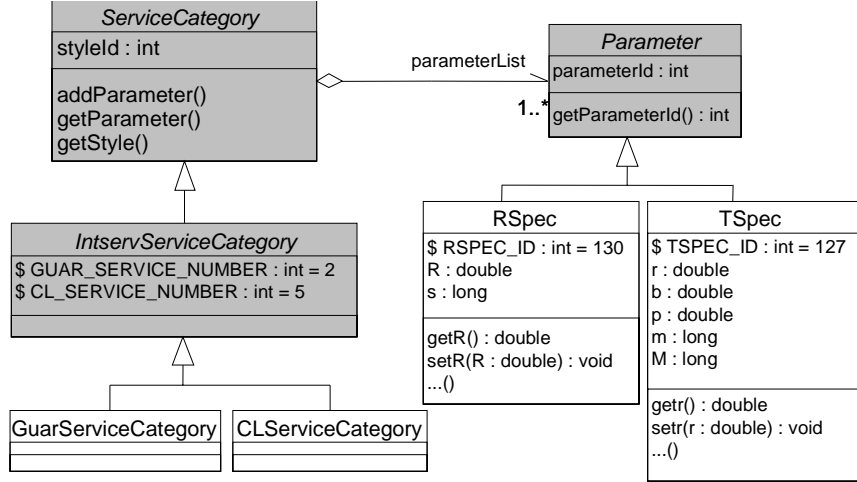 ServiceCategory
styleId : int
addParameter()
getParameter()
getStyle()
parameterList
1..*
Parameter
parameterId : int
getParameterId() : int
IntservServiceCategory
$ GUAR_SERVICE_NUMBER : int = 2
$ CL_SERVICE_NUMBER : int = 5
GuarServiceCategory
CLServiceCategory
RSpec
$ RSPEC_ID : int = 130
R : double
s : long
getR() : double
setR(R : double) : void
...()
TSpec
$ TSPEC_ID : int = 127
r : double
b : double
p : double
m : long
M : long
getr() : double
setr(r : double) : void
...()